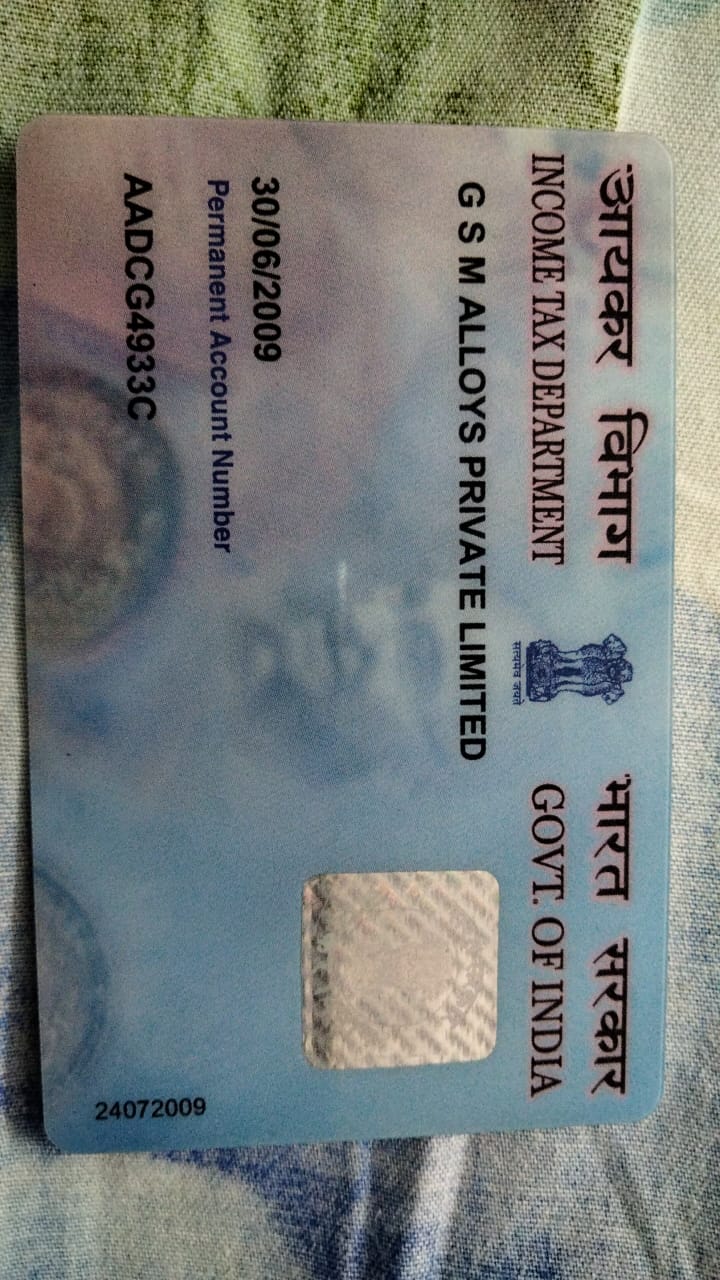 आयकर विभाग
INCOME TAX DEPARTMENT
सत्यमेव जयते
भारत सरकार
GOVT. OF INDIA
G S M ALLOYS PRIVATE LIMITED
30/06/2009
Permanent Account Number
AADCG4933C
24072009